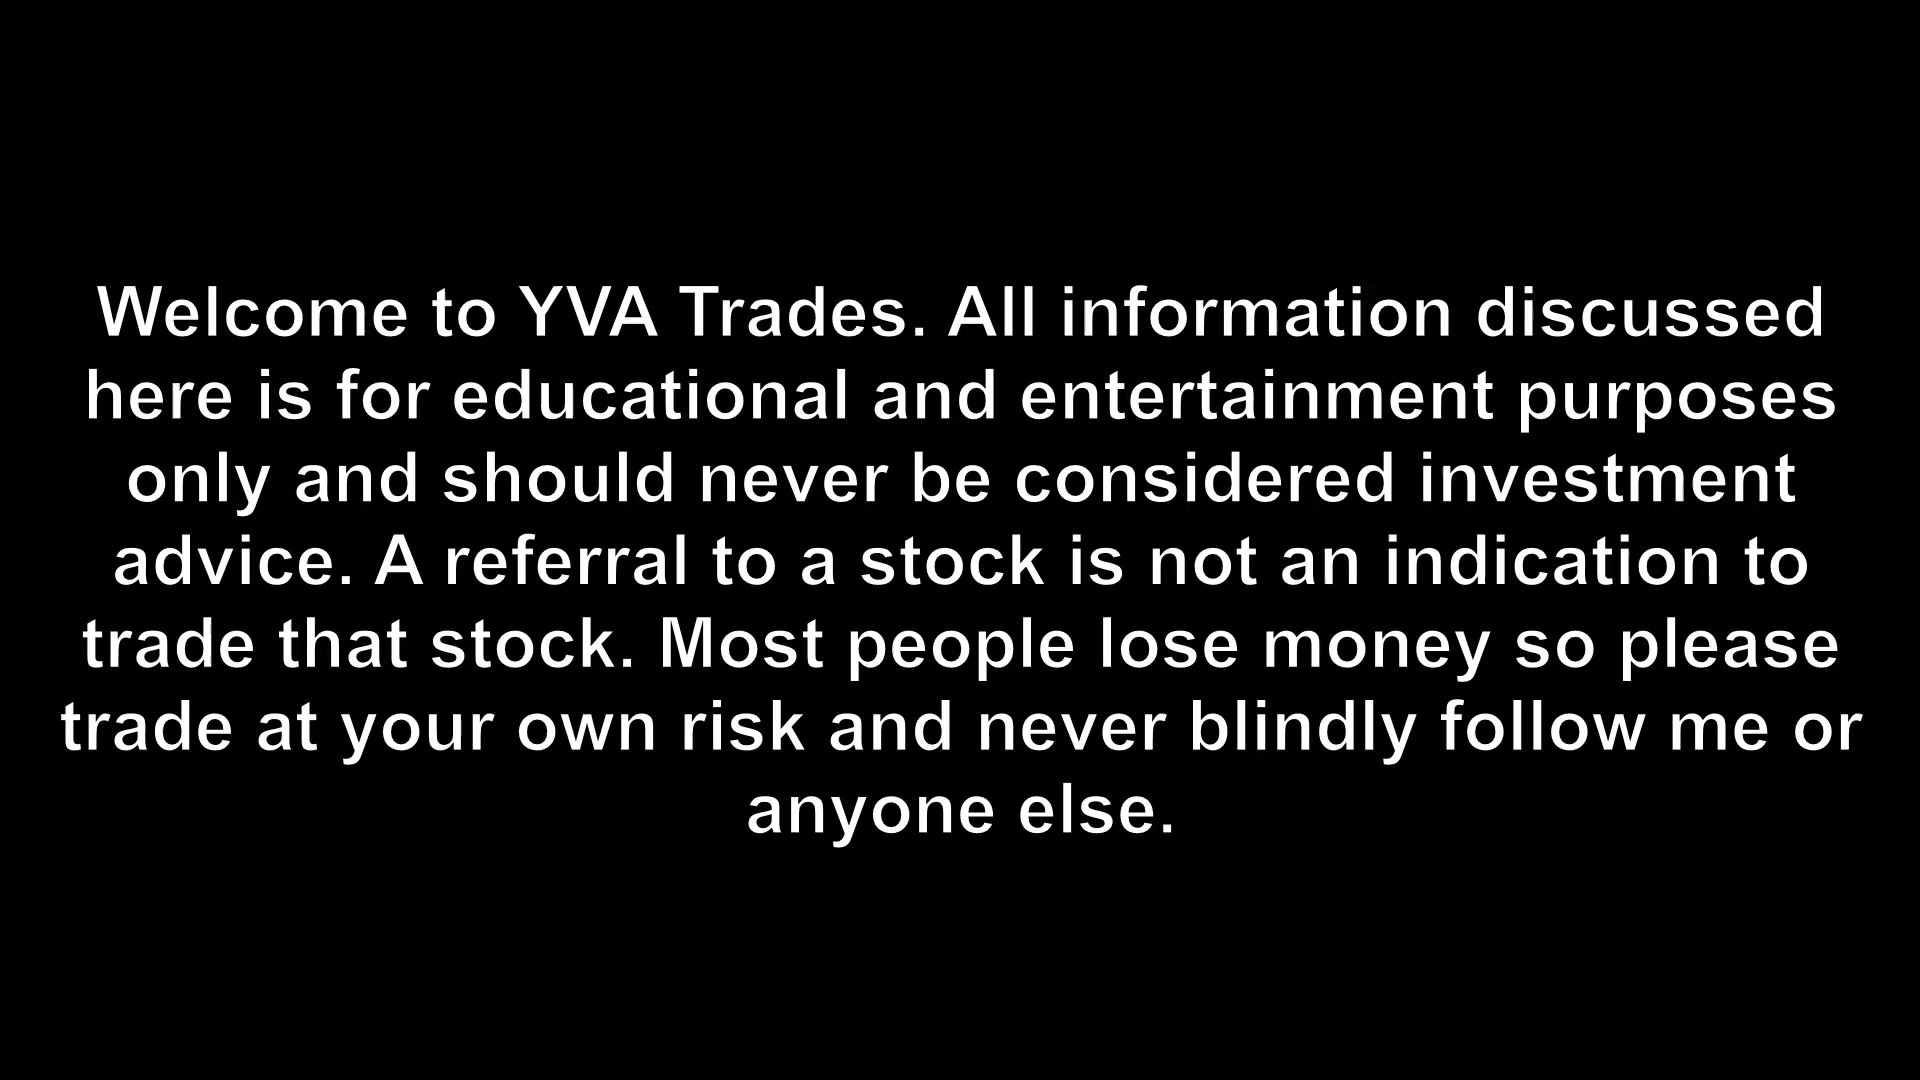 Welcome to YVA Trades. All information discussed
here is for educational and entertainment purposes
only and should never be considered investment
advice. A referral to a stock is not an indication to
trade that stock. Most people lose money so please
trade at your own risk and never blindly follow me or
anyone else.